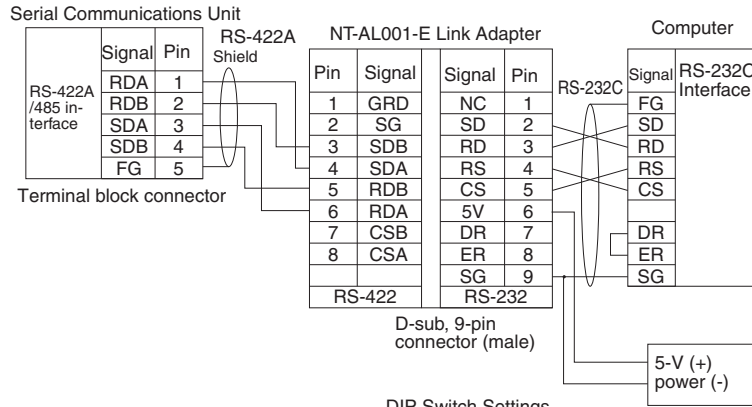 Serial Communications Unit
RS-422A
Shield
RS-422A
/485 in-
terface
Signal Pin
RDA 1
RDB 2
SDA 3
SDB 4
FG 5
Terminal block connector
NT-AL001-E Link Adapter
Pin Signal
1 GRD
2 SG
3 SDB
4 SDA
5 RDB
6 RDA
7 CSB
8 CSA
RS-422
Signal Pin
NC 1
SD 2
RD 3
RS 4
CS 5
5V 6
DR 7
ER 8
SG 9
RS-232
D-sub, 9-pin
connector (male)
RS-232C
Computer
Signal
FG
SD
RD
RS
CS
DR
ER
SG
RS-232C
Interface
5-V (+)
power (-)
DIP Switch Settings